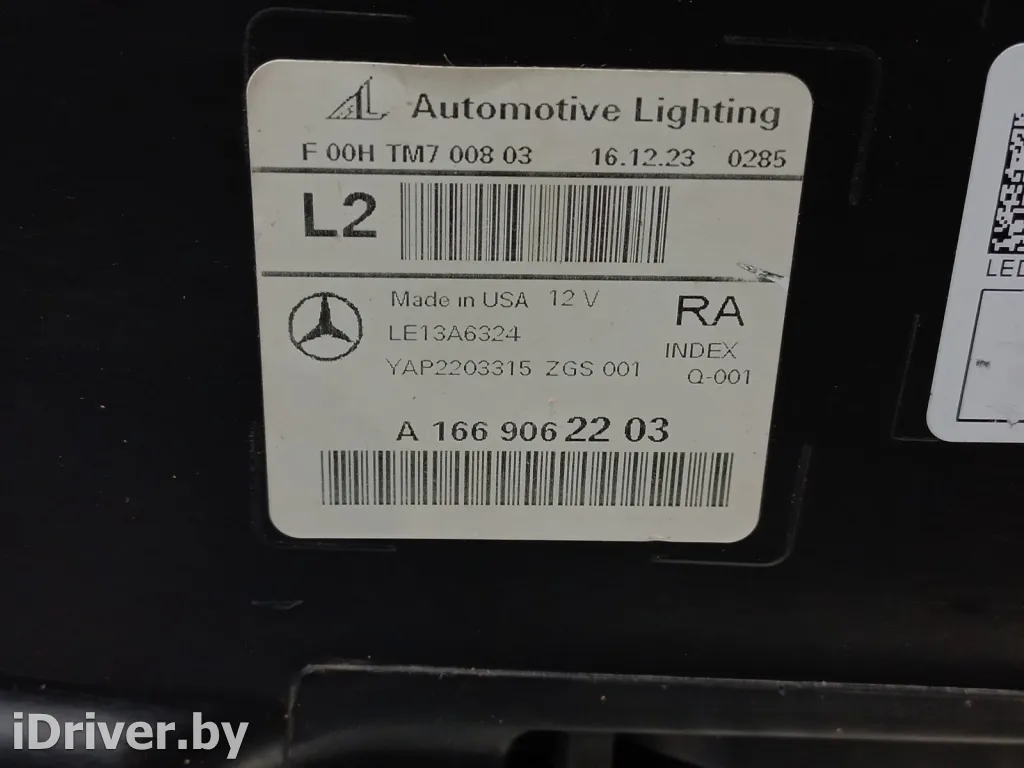 AL Automotive Lighting
F 00H TM7 008 03 16.12.23 0285
L2
Made in USA 12 V
RA
LE13A6324
INDEX
YAP2203315 ZGS 001
Q-001
A 166 906 22 03
LED
iDriver.by